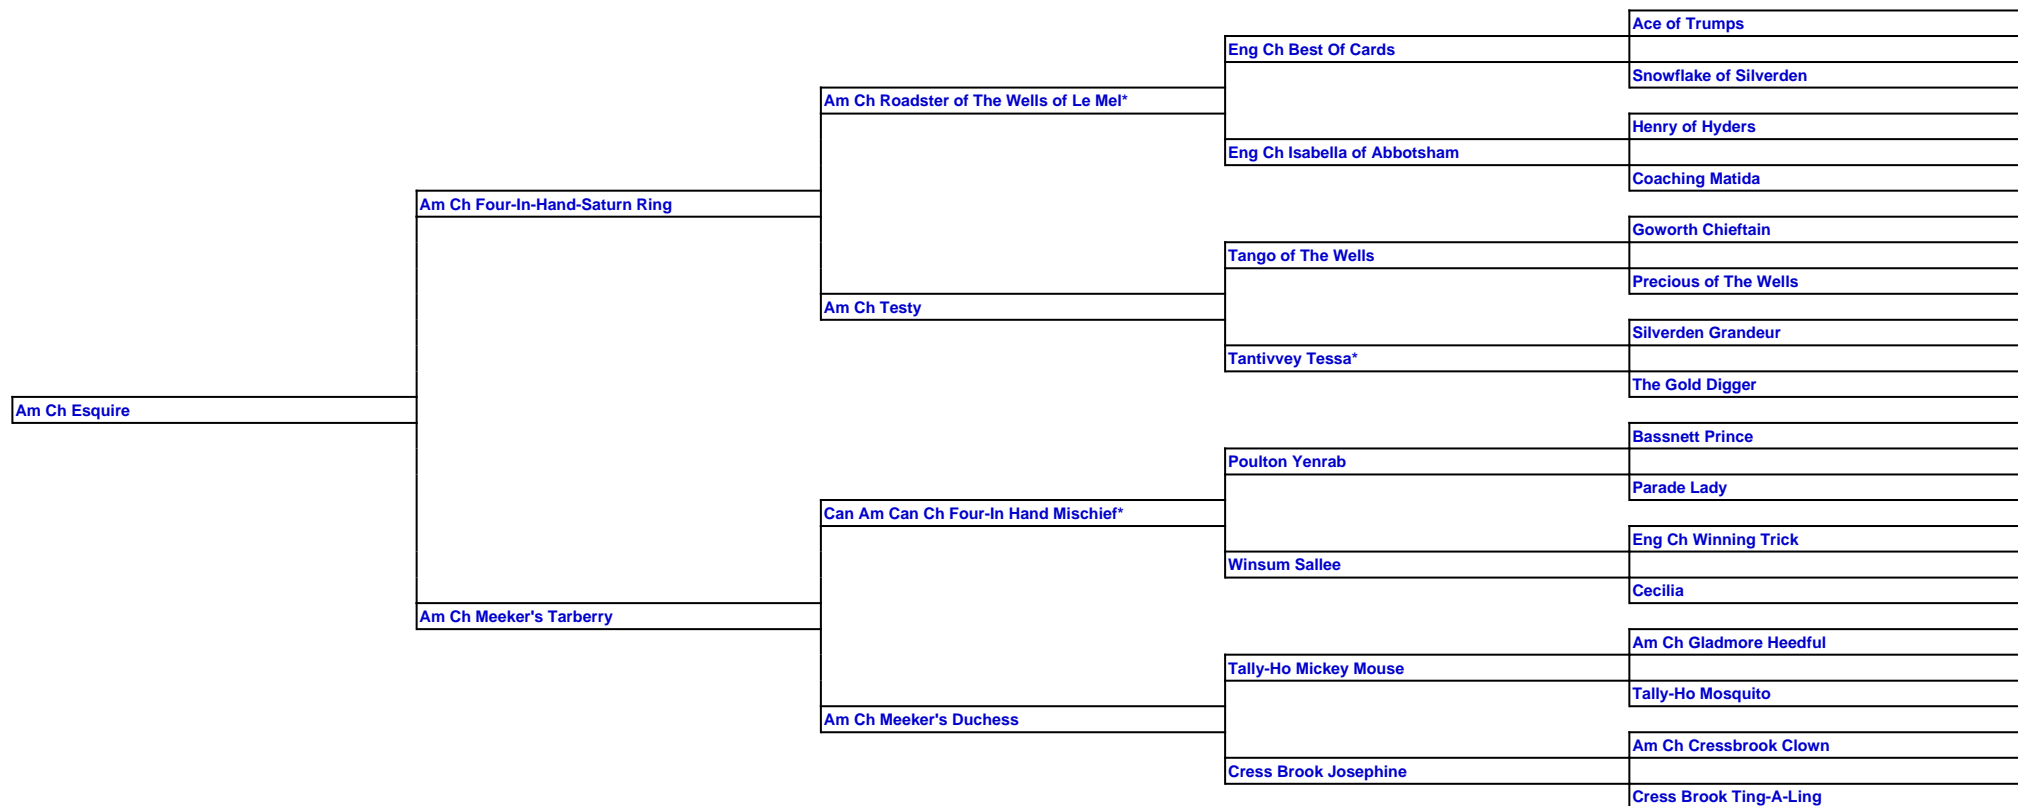 Ace of Trumps
Eng Ch Best Of Cards
Snowflake of Silverden
Am Ch Roadster of The Wells of Le Mel*
Henry of Hyders
Eng Ch Isabella of Abbotsham
Coaching Matida
Am Ch Four-In-Hand-Saturn Ring
Goworth Chieftain
Tango of The Wells
Precious of The Wells
Am Ch Testy
Silverden Grandeur
Tantivvey Tessa*
The Gold Digger
Am Ch Esquire
Bassnett Prince
Poulton Yenrab
Parade Lady
Can Am Can Ch Four-In Hand Mischief*
Eng Ch Winning Trick
Winsum Sallee
Cecilia
Am Ch Meeker's Tarberry
Am Ch Gladmore Heedful
Tally-Ho Mickey Mouse
Tally-Ho Mosquito
Am Ch Meeker's Duchess
Am Ch Cressbrook Clown
Cress Brook Josephine
Cress Brook Ting-A-Ling